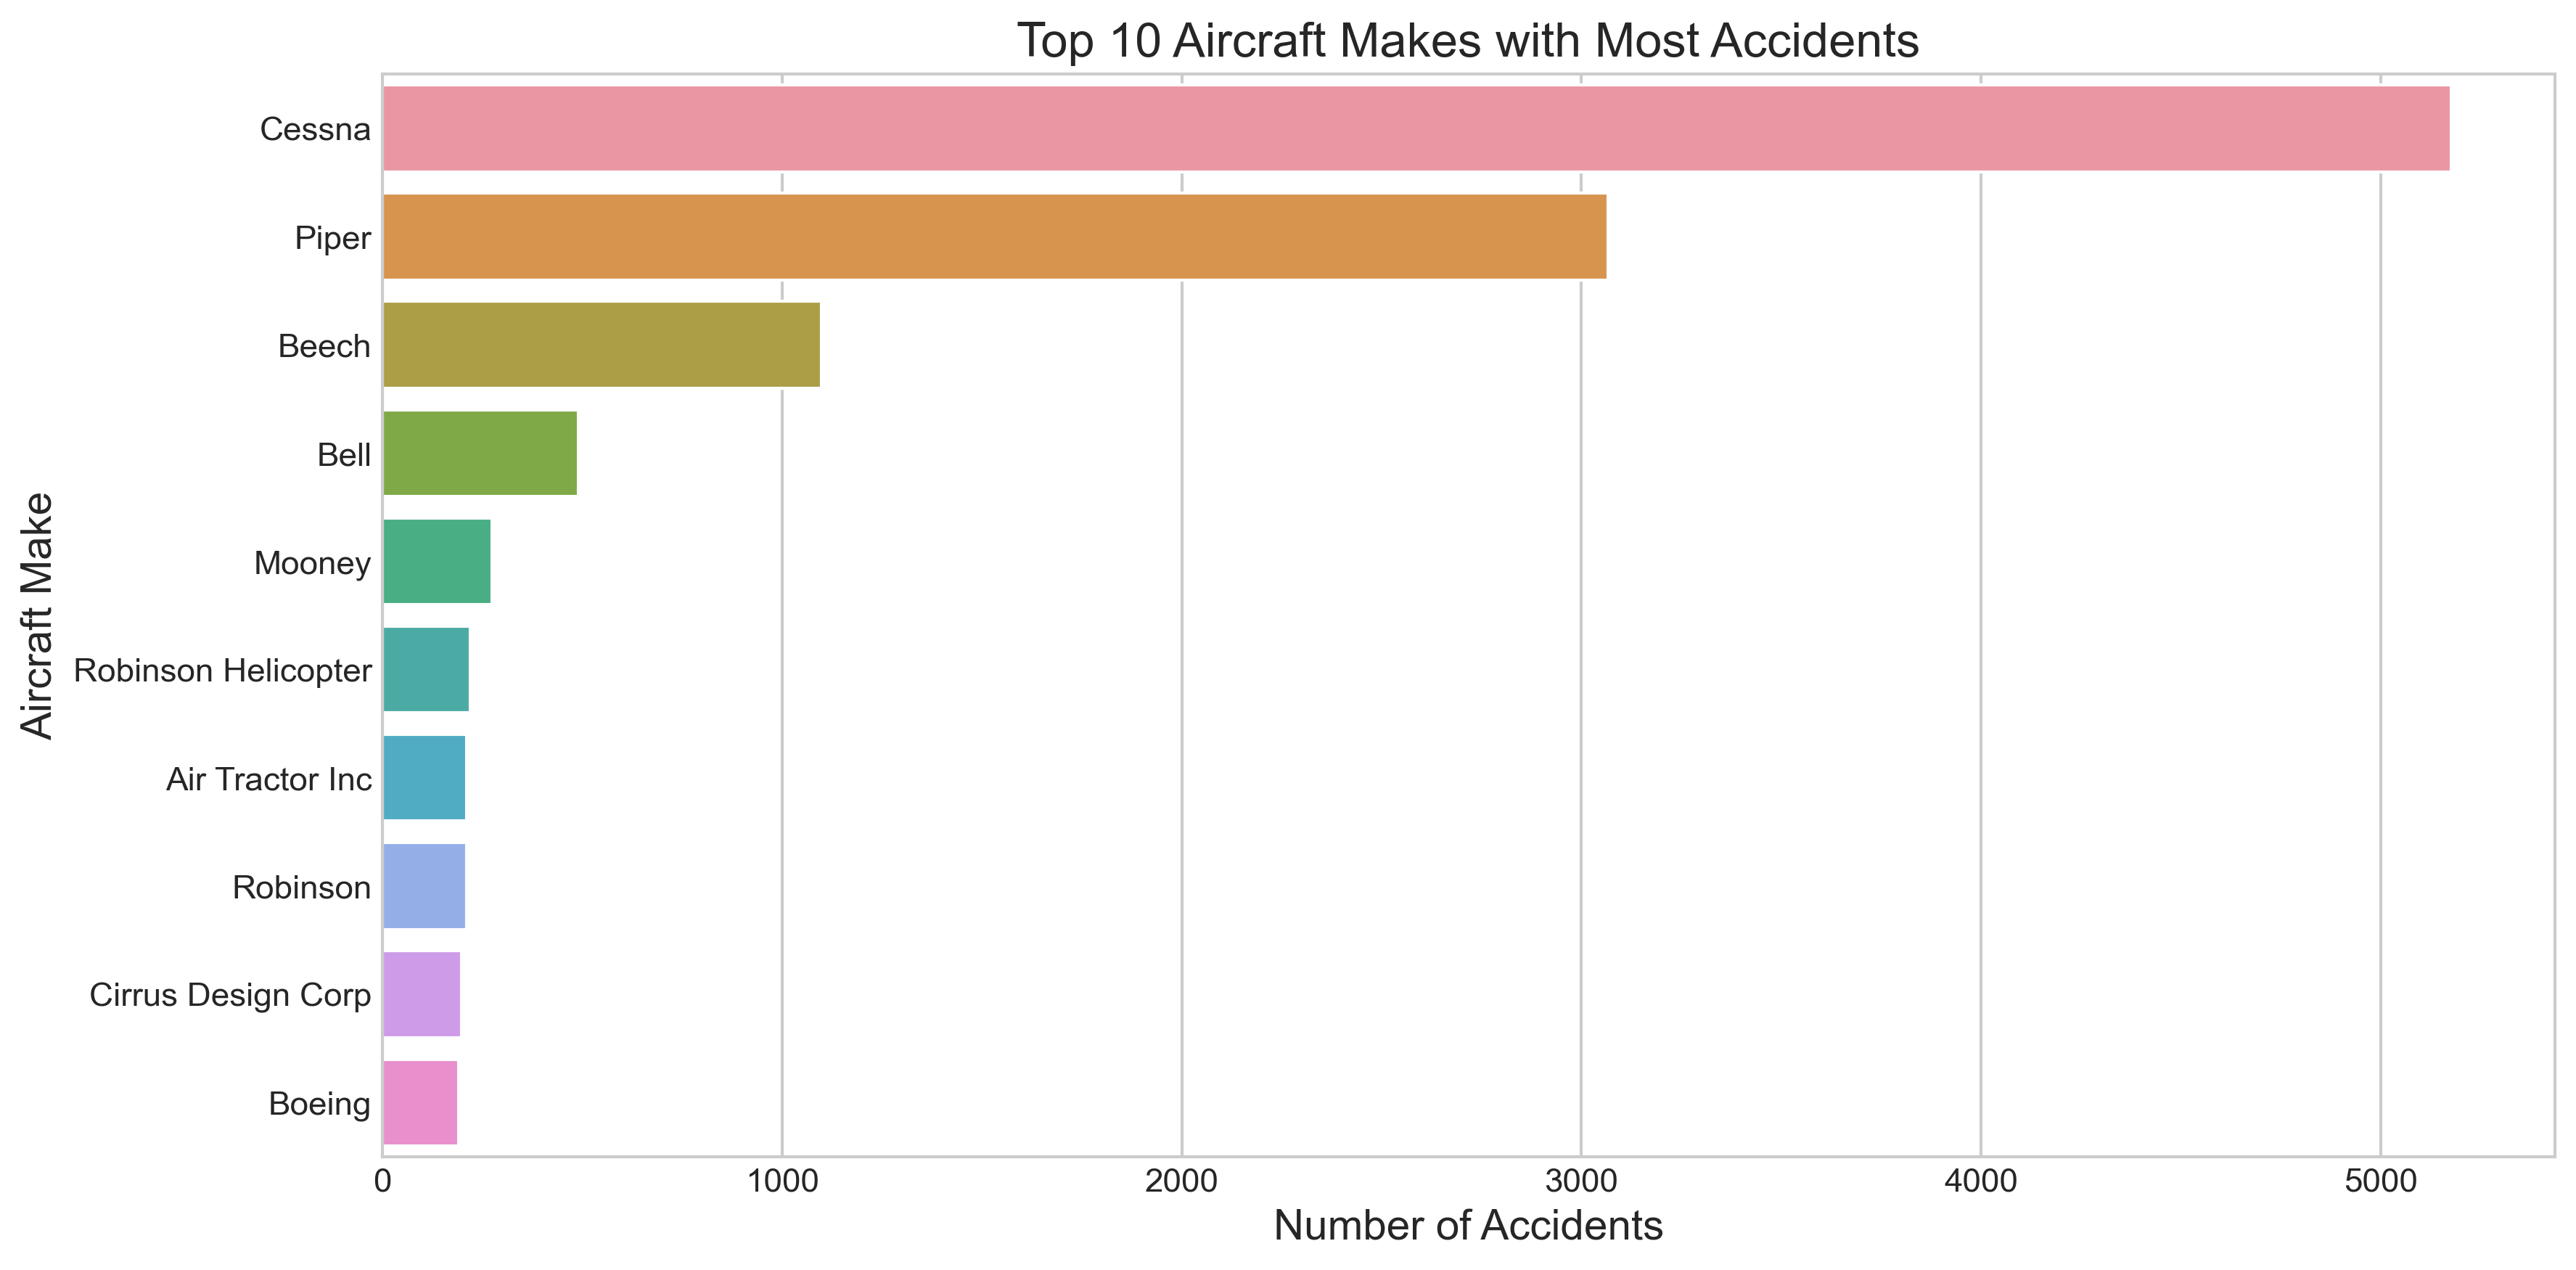 Top 10 Aircraft Makes with Most Accidents
Aircraft Make
Cessna
Piper
Beech
Bell
Mooney
Robinson Helicopter
Air Tractor Inc
Robinson
Cirrus Design Corp
Boeing
0 1000 2000 3000 4000 5000
Number of Accidents